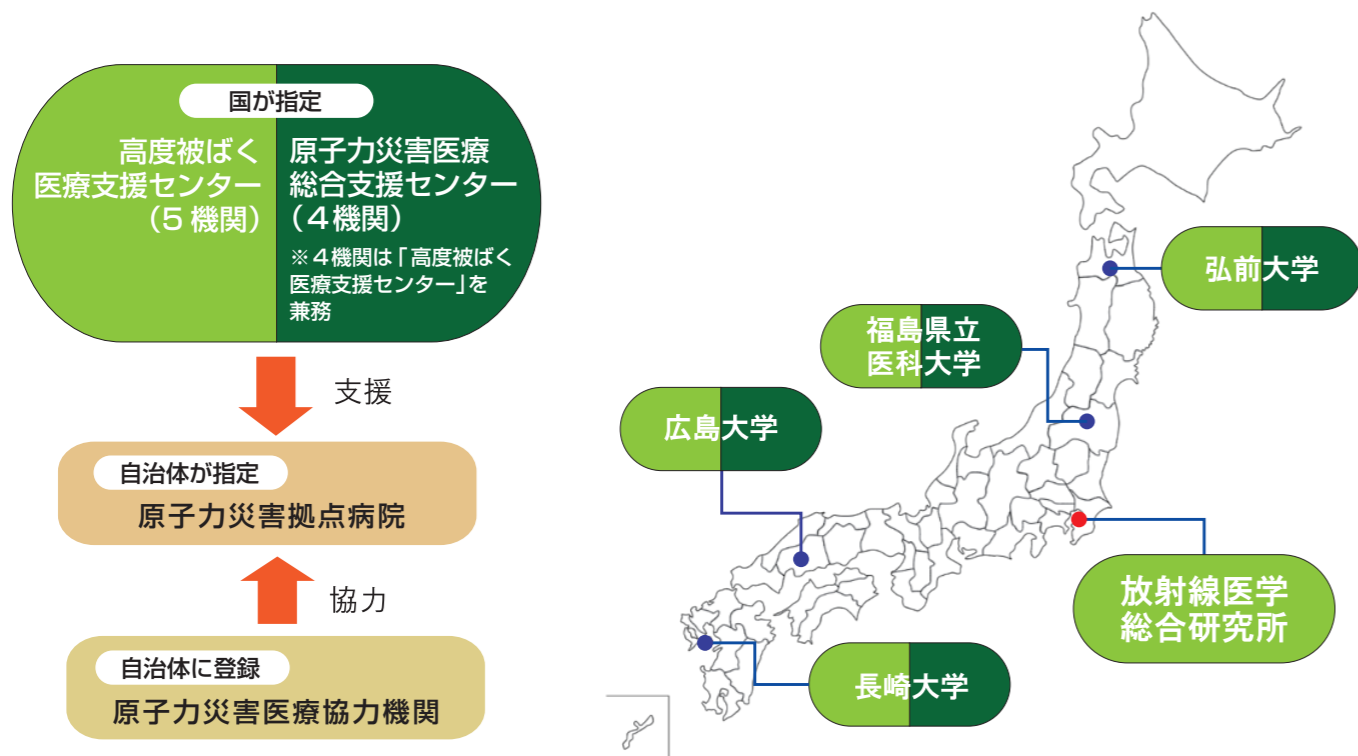 国が指定
高度被ばく
医療支援センター
（5 機関）
原子力災害医療
総合支援センター
（４機関）
※４機関は「高度被ばく
医療支援センター」を
兼務
支援
自治体が指定
原子力災害拠点病院
協力
自治体に登録
原子力災害医療協力機関
弘前大学
福島県立
医科大学
広島大学
放射線医学
総合研究所
長崎大学